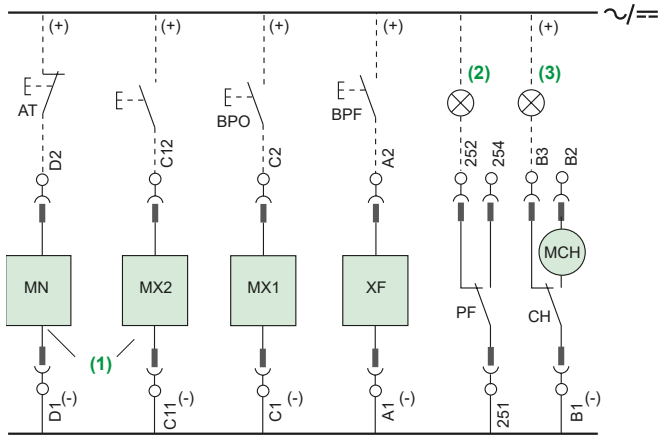 (+) (+) (+) (+) (+)
(2) (3)
AT BPO BPF
D2 C12 C2 A2 252 254 B3 B2
MN MX2 MX1 XF MCH
PF CH
(1)
D1 (-) C11 (-) C1 (-) A1 (-) 251 B1 (-)